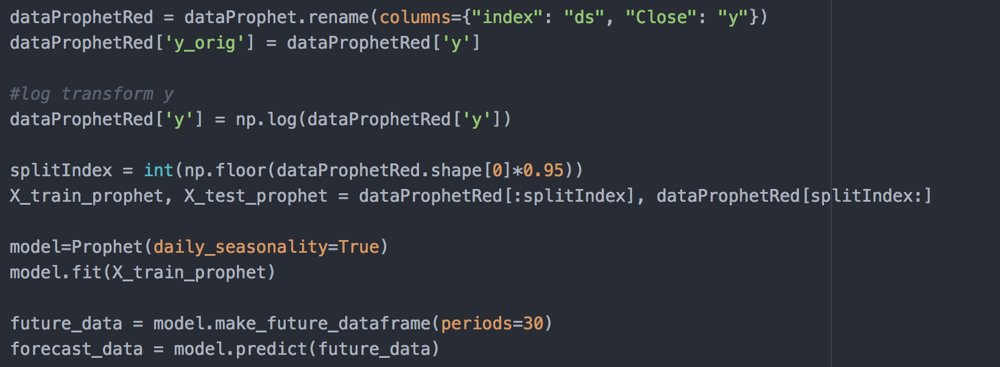 dataProphetRed = dataProphet.rename(columns={"index": "ds", "Close": "y"})
dataProphetRed['y_orig'] = dataProphetRed['y']
#log transform y
dataProphetRed['y'] = np.log(dataProphetRed['y'])
splitIndex = int(np.floor(dataProphetRed.shape[0]*0.95))
X_train_prophet, X_test_prophet = dataProphetRed[:splitIndex], dataProphetRed[splitIndex:]
model=Prophet(daily_seasonality=True)
model.fit(X_train_prophet)
future_data = model.make_future_dataframe(periods=30)
forecast_data = model.predict(future_data)